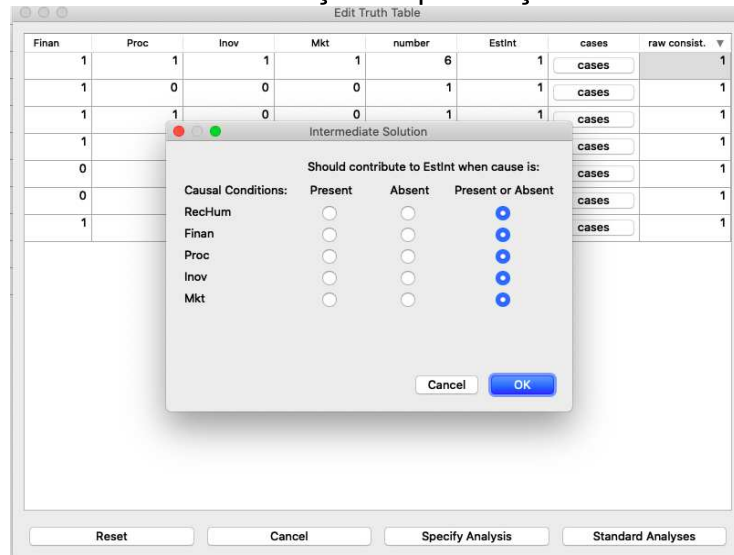 Edit Truth Table
Finan Proc Inov Mkt number EstInt cases raw consist. ▼
1 1 1 1 6 1 cases 1
1 0 0 0 1 1 cases 1
1 1 0 0 1 1 cases 1
1 cases 1
0 cases 1
0 cases 1
1 cases 1
Intermediate Solution
Should contribute to EstInt when cause is:
Causal Conditions: Present Absent Present or Absent
RecHum
Finan
Proc
Inov
Mkt
Cancel OK
Reset Cancel Specify Analysis Standard Analyses